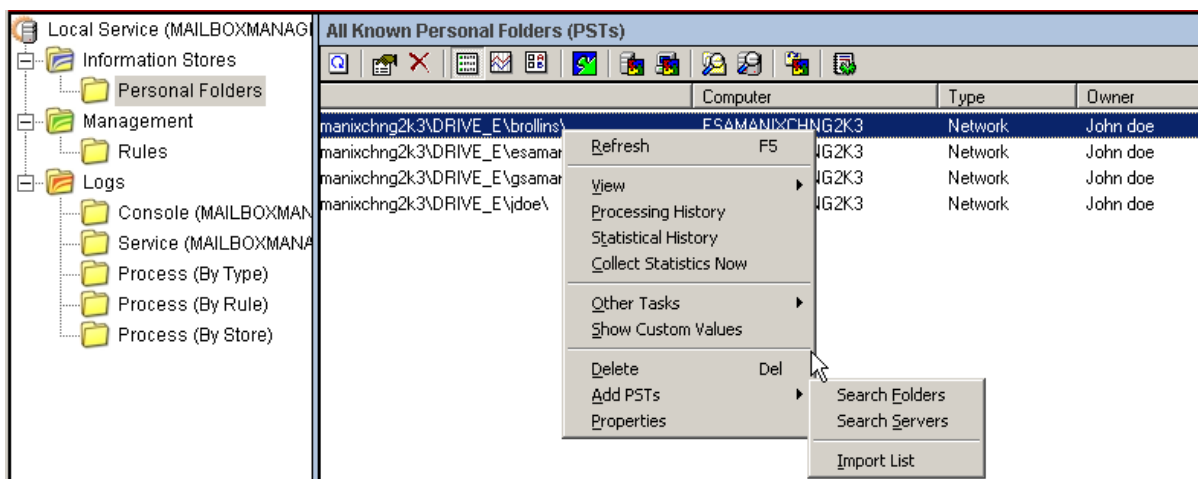 Local Service (MAILBOXMANAG
Information Stores
Personal Folders
Management
Rules
Logs
Console (MAILBOXMAN
Service (MAILBOXMANA
Process (By Type)
Process (By Rule)
Process (By Store)
All Known Personal Folders (PSTs)
Computer Type Owner
manixchng2k3\DRIVE_E\brollins\ ESAMANIXCHNG2K3 Network John doe
manixchng2k3\DRIVE_E\esamar NG2K3 Network John doe
manixchng2k3\DRIVE_E\gsamar NG2K3 Network John doe
manixchng2k3\DRIVE_E\jdoe\ NG2K3 Network John doe
Refresh F5
View
Processing History
Statistical History
Collect Statistics Now
Other Tasks
Show Custom Values
Delete Del
Add PSTs
Properties
Search Folders
Search Servers
Import List